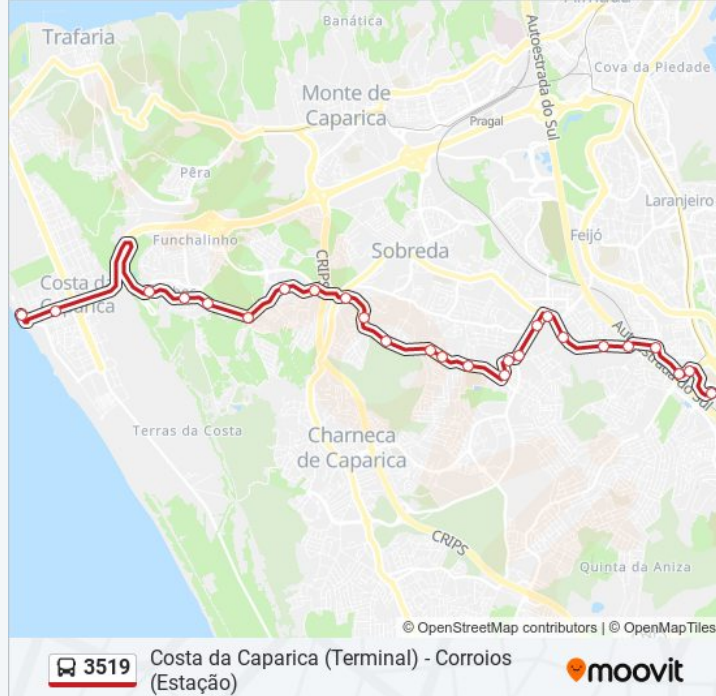 Trafaria
Banática
Almada
Autoestrada do Sul
Cova da Piedade
Monte de
Caparica
Pragal
Pêra
Laranjeiro
Funchalinho
CRIPS
Sobreda
Feijó
Costa da
Caparica
Autoestrada do Sul
Terras da Costa
Charneca
de Caparica
CRIPS
Quinta da Aniza
© OpenStreetMap contributors | © OpenMapTiles
3519
Costa da Caparica (Terminal) - Corroios
(Estação)
moovit